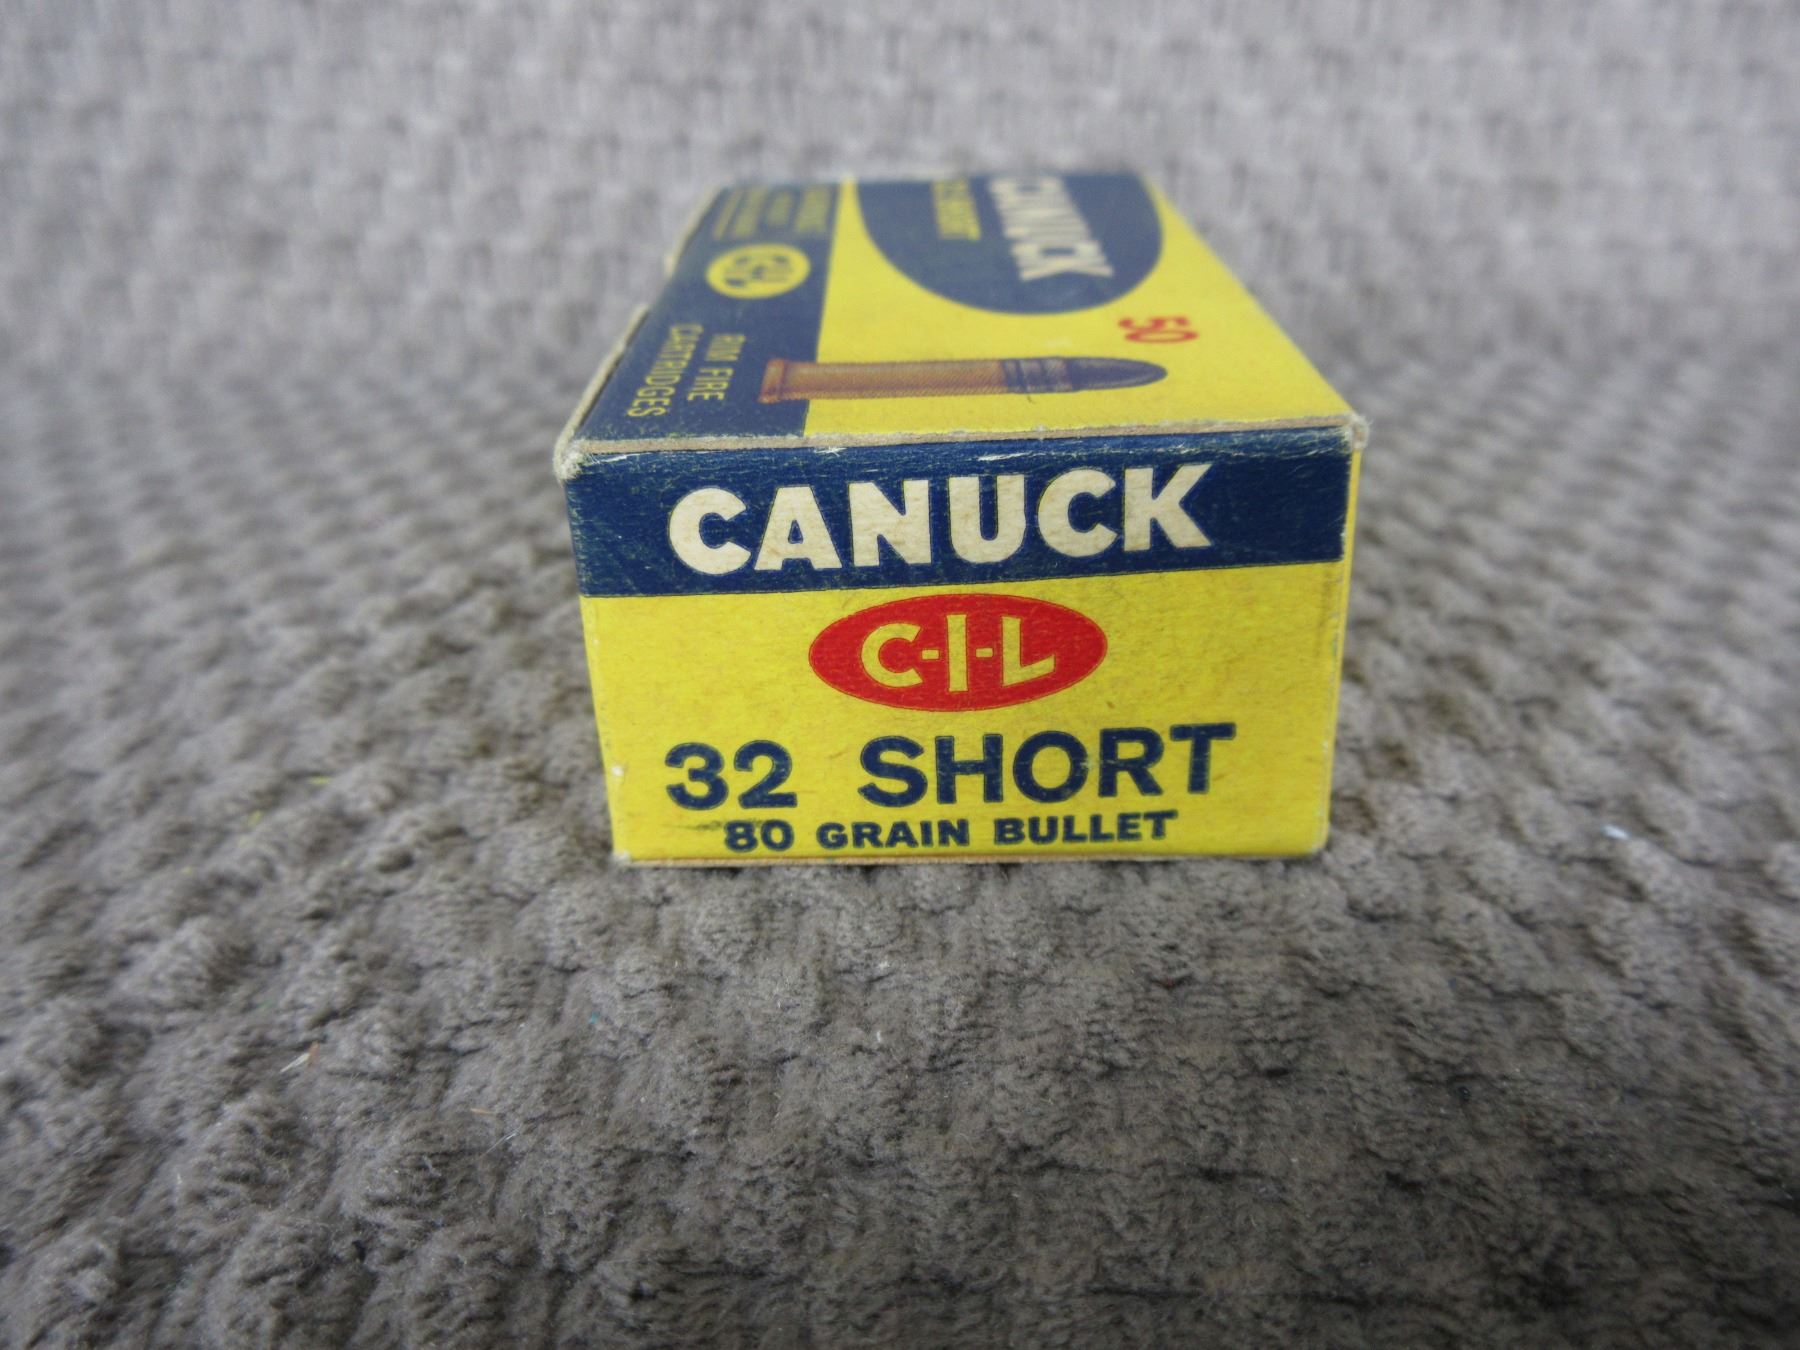 CANUCK
50
C-I-L
RIM FIRE
CARTRIDGES
CANUCK
C-I-L
32 SHORT
80 GRAIN BULLET